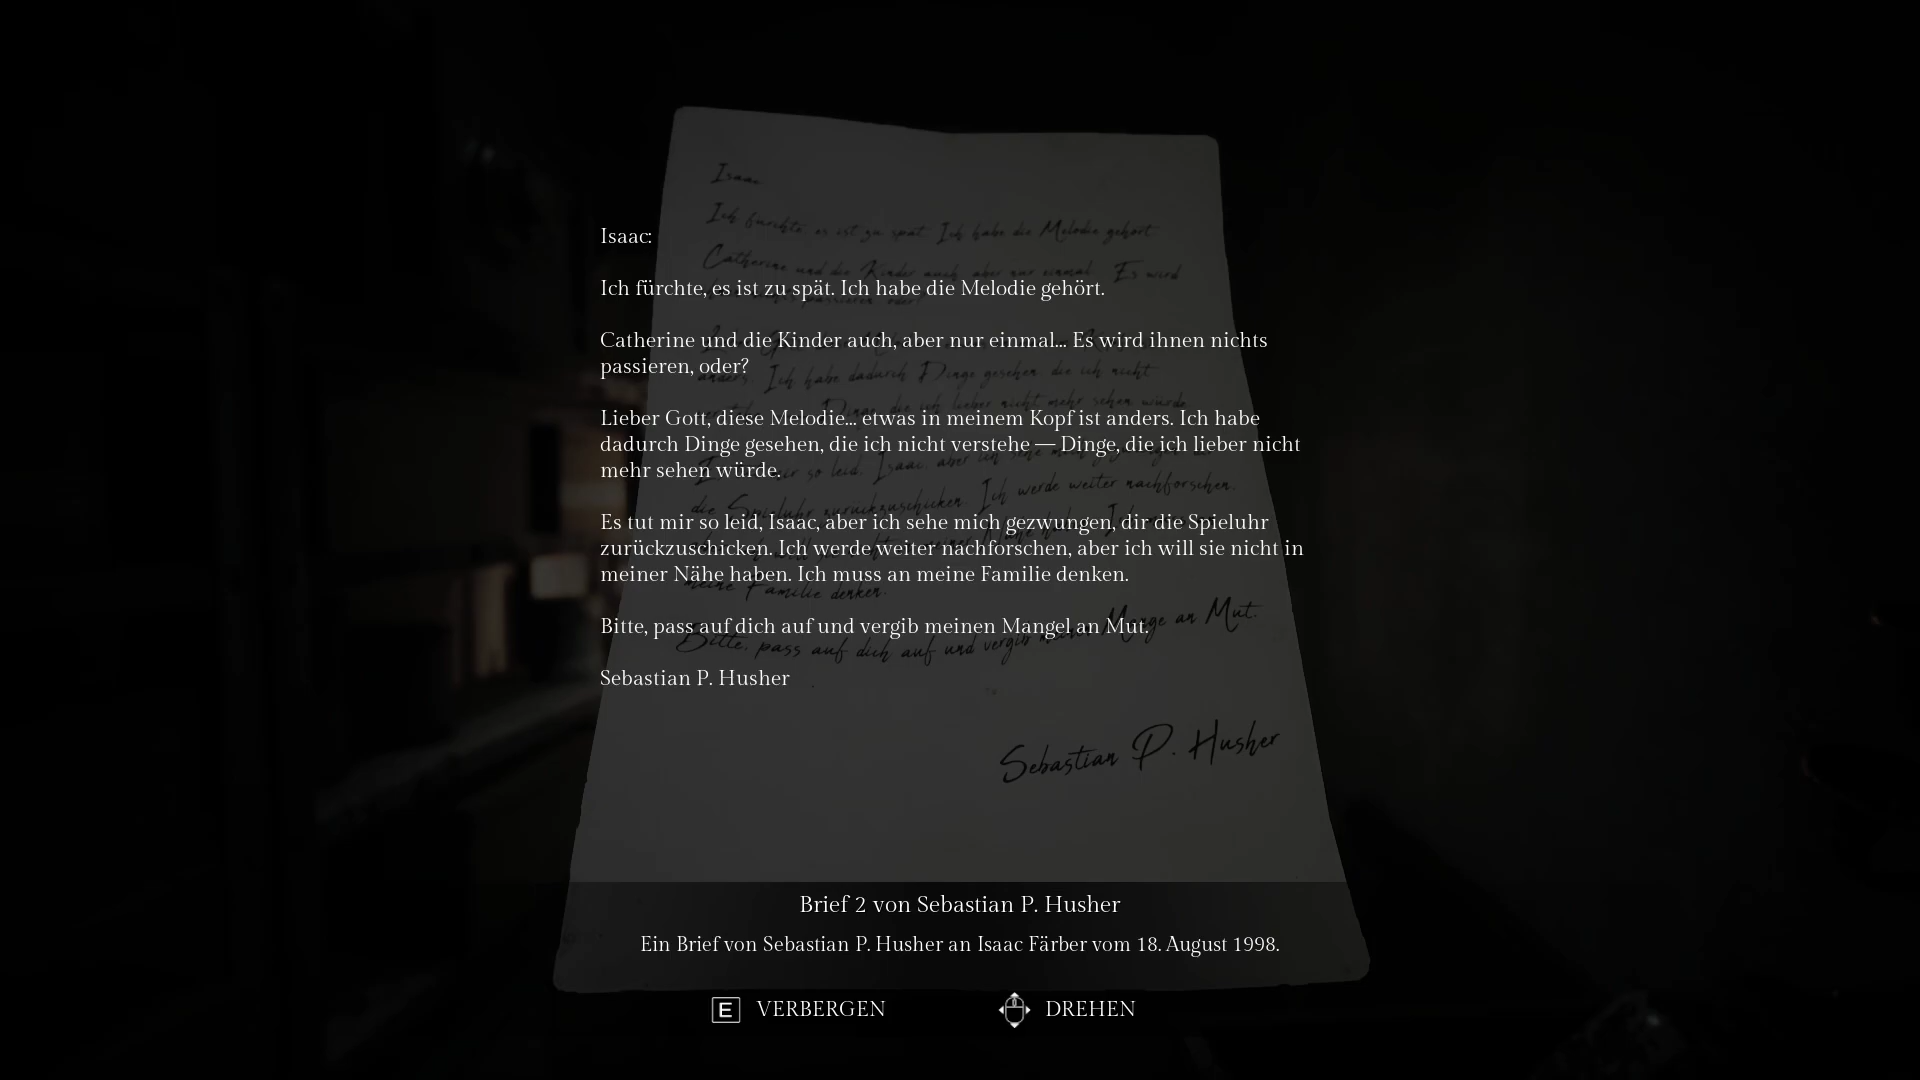 Isaac:
Ich fürchte, es ist zu spät. Ich habe die Melodie gehört.
Catherine und die Kinder auch, aber nur einmal... Es wird ihnen nichts
passieren, oder?
Lieber Gott, diese Melodie... etwas in meinem Kopf ist anders. Ich habe
dadurch Dinge gesehen, die ich nicht verstehe — Dinge, die ich lieber nicht
mehr sehen würde.
Es tut mir so leid, Isaac, aber ich sehe mich gezwungen, dir die Spieluhr
zurückzuschicken. Ich werde weiter nachforschen, aber ich will sie nicht in
meiner Nähe haben. Ich muss an meine Familie denken.
Bitte, pass auf dich auf und vergib meinen Mangel an Mut.
Sebastian P. Husher
Sebastian P. Husher
Brief 2 von Sebastian P. Husher
Ein Brief von Sebastian P. Husher an Isaac Färber vom 18. August 1998.
E VERBERGEN
DREHEN